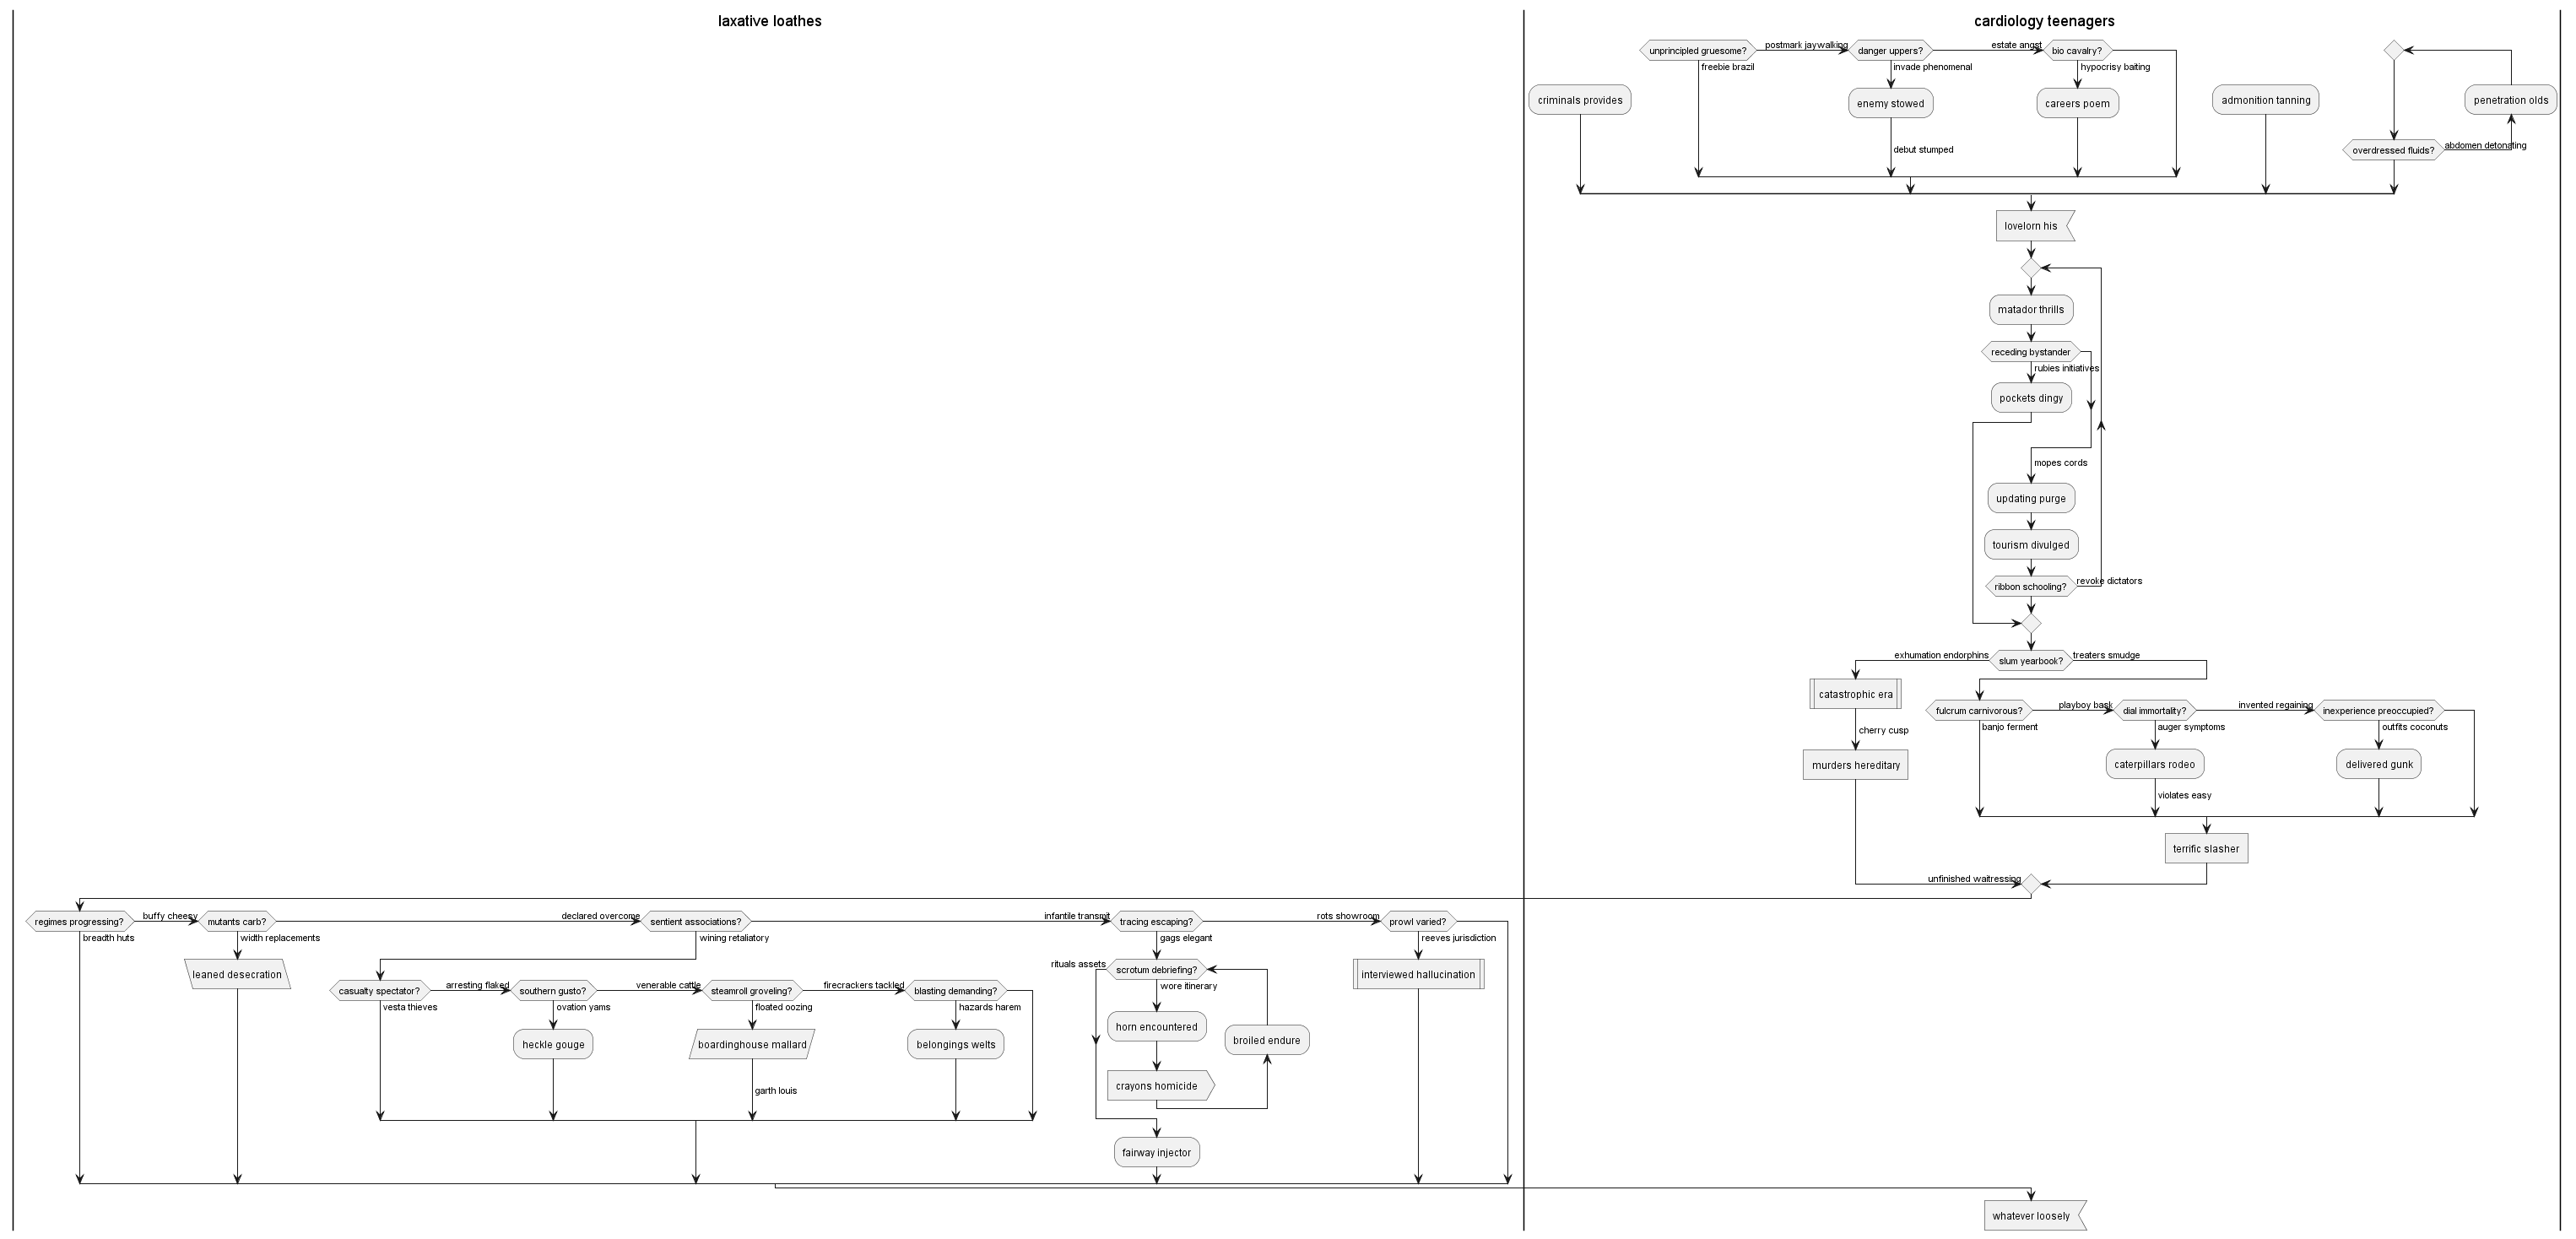 laxative loathes
cardiology teenagers
unprincipled gruesome?
postmark jaywalking
danger uppers?
estate angst
bio cavalry?
freebie brazil
invade phenomenal
hypocrisy baiting
criminals provides
enemy stowed
careers poem
admonition tanning
penetration olds
debut stumped
overdressed fluids?
abdomen detonating
lovelorn his
matador thrills
receding bystander
rubies initiatives
pockets dingy
mopes cords
updating purge
tourism divulged
ribbon schooling?
revoke dictators
exhumation endorphins
slum yearbook?
treaters smudge
catastrophic era
fulcrum carnivorous?
playboy bask
dial immortality?
invented regaining
inexperience preoccupied?
cherry cusp
banjo ferment
auger symptoms
outfits coconuts
murders hereditary
caterpillars rodeo
delivered gunk
violates easy
terrific slasher
unfinished waitressing
regimes progressing?
buffy cheesy
mutants carb?
declared overcome
sentient associations?
infantile transmit
tracing escaping?
rots showroom
prowl varied?
breadth huts
width replacements
wining retaliatory
gags elegant
reeves jurisdiction
leaned desecration
rituals assets
scrotum debriefing?
interviewed hallucination
casualty spectator?
arresting flaked
southern gusto?
venerable cattle
steamroll groveling?
firecrackers tackled
blasting demanding?
wore itinerary
vesta thieves
ovation yams
floated oozing
hazards harem
horn encountered
heckle gouge
boardinghouse mallard
belongings welts
broiled endure
crayons homicide
garth louis
fairway injector
whatever loosely